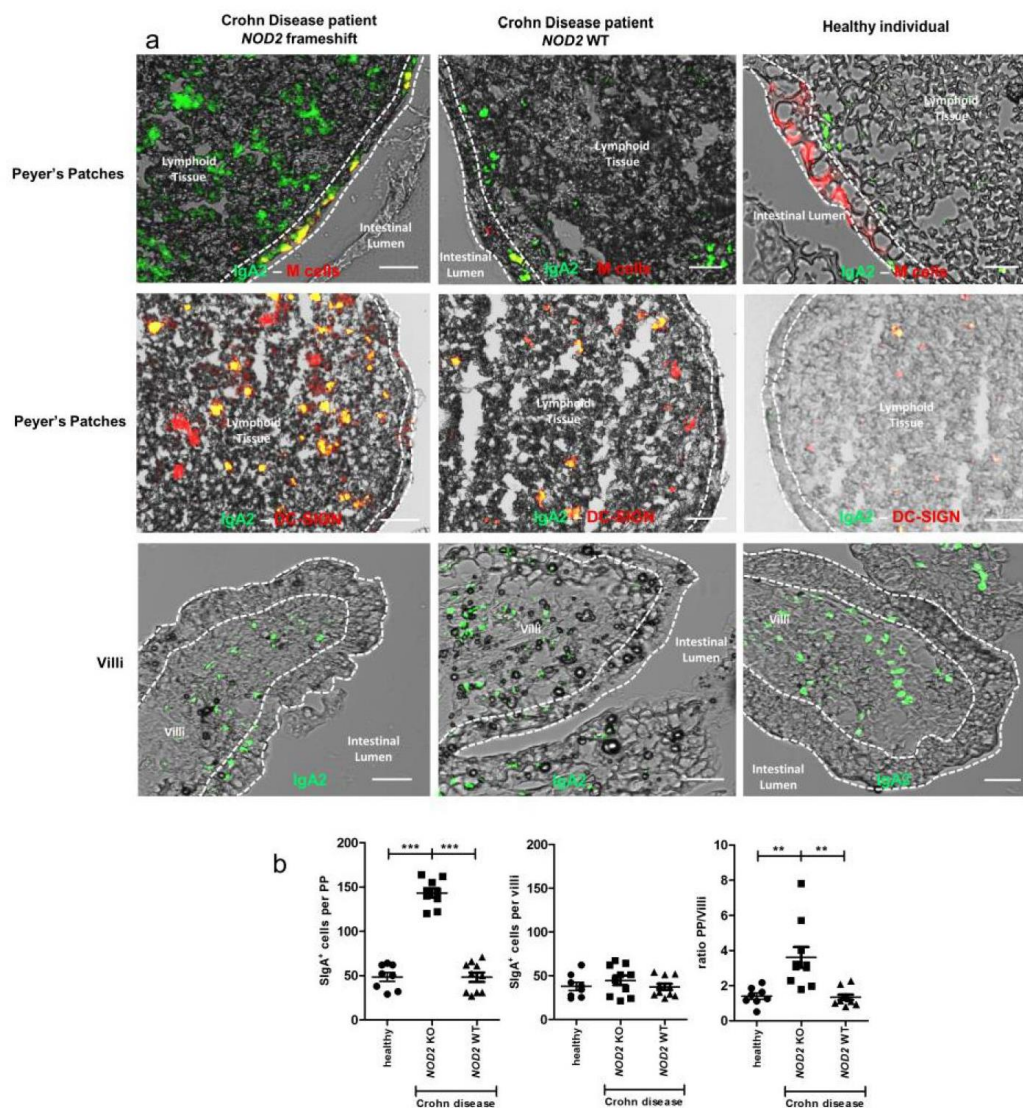 Crohn Disease patient
NOD2 frameshift
Crohn Disease patient
NOD2 WT
Healthy individual
a
Peyer's Patches
Lymphoid
Tissue
Intestinal
Lumen
IgA2 – M cells
Lymphoid
Tissue
Intestinal
Lumen
IgA2 – M cells
Lymphoid
Tissue
Intestinal Lumen
IgA2 – M cells
Peyer's Patches
Lymphoid
Tissue
IgA2 – DC-SIGN
Lymphoid
Tissue
IgA2 – DC-SIGN
Lymphoid
Tissue
IgA2 – DC-SIGN
Villi
Villi
Intestinal
Lumen
IgA2
Villi
Intestinal
Lumen
IgA2
Villi
Intestinal
Lumen
IgA2
b
SIgA+ cells per PP
200
150
100
50
0
*** ***
healthy
NOD2 KO
NOD2 WT
Crohn disease
SIgA+ cells per villi
200
150
100
50
0
healthy
NOD2 KO
NOD2 WT
Crohn disease
ratio PP/Villi
10
8
6
4
2
0
** **
healthy
NOD2 KO
NOD2 WT
Crohn disease